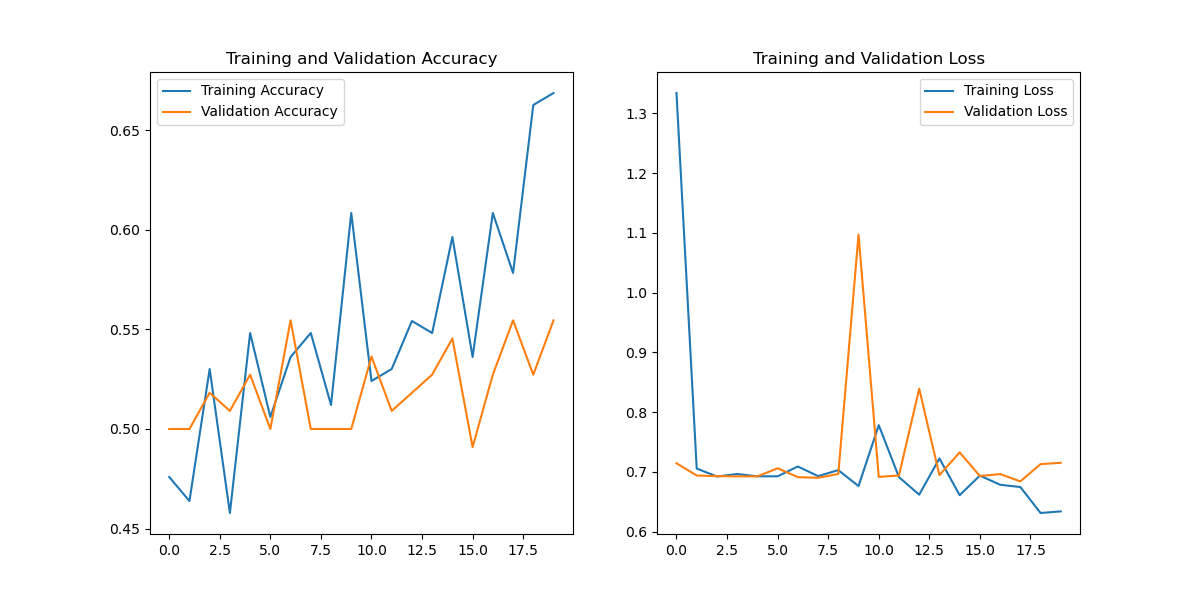 Training and Validation Accuracy
Training Accuracy
Validation Accuracy
0.65
0.60
0.55
0.50
0.45
0.0 2.5 5.0 7.5 10.0 12.5 15.0 17.5
Training and Validation Loss
Training Loss
Validation Loss
1.3
1.2
1.1
1.0
0.9
0.8
0.7
0.6
0.0 2.5 5.0 7.5 10.0 12.5 15.0 17.5